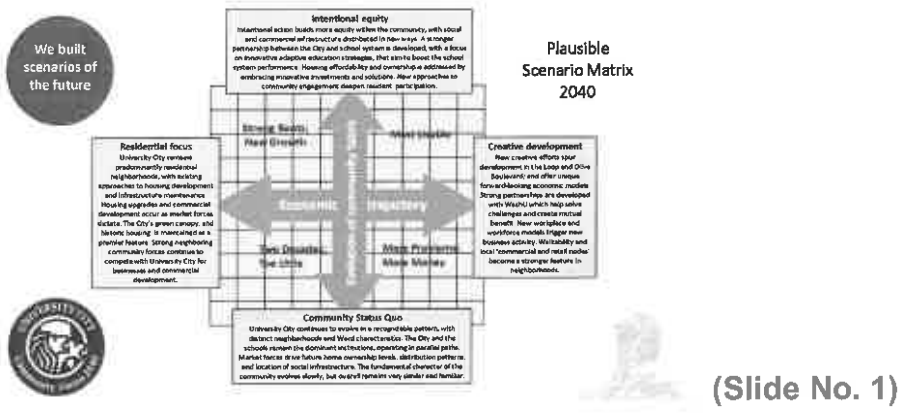 We built
scenarios of
the future
Intentional equity
Intentional action builds more equity within the community, with social
and commercial infrastructure distributed in new ways. A stronger
partnership between the City and school system is developed, with a focus
on innovative adaptive education strategies, that aim to boost the school
system performance. Housing affordability and ownership is addressed by
embracing innovative investments and solutions. New approaches to
community engagement deepen resident participation.
Plausible
Scenario Matrix
2040
Strong Roots,
New Growth
Residential focus
University City remains
predominantly residential
neighborhoods, with existing
approaches to housing development
and infrastructure maintenance.
Housing upgrades and commercial
development occur as market forces
dictate. The City's green canopy, and
historic housing is maintained as a
premier feature. Strong neighboring
community forces continue to
compete with University City for
businesses and commercial
development.
Economic Trajectory
Creative development
New creative efforts spur
development in the Loop and Olive
Boulevard/ and offer unique
forward-looking economic models
Strong partnerships are developed
with WashU which help solve
challenges and create mutual
benefit. New workplace and
workforce models trigger new
business activity. Walkability and
local 'commercial and retail nodes'
become a stronger feature in
neighborhoods.
Two Decades,
Too Little
More Problems
More Money
Community Status Quo
University City continues to evolve in a recognizable pattern, with
distinct neighborhoods and Ward characteristics. The City and the
schools remain the dominant institutions, operating in parallel paths.
Market forces drive future home ownership levels, distribution patterns
and location of social infrastructure. The fundamental character of the
community evolves slowly, but overall remains very similar and familiar.
UNIVERSITY CITY
(Slide No. 1)